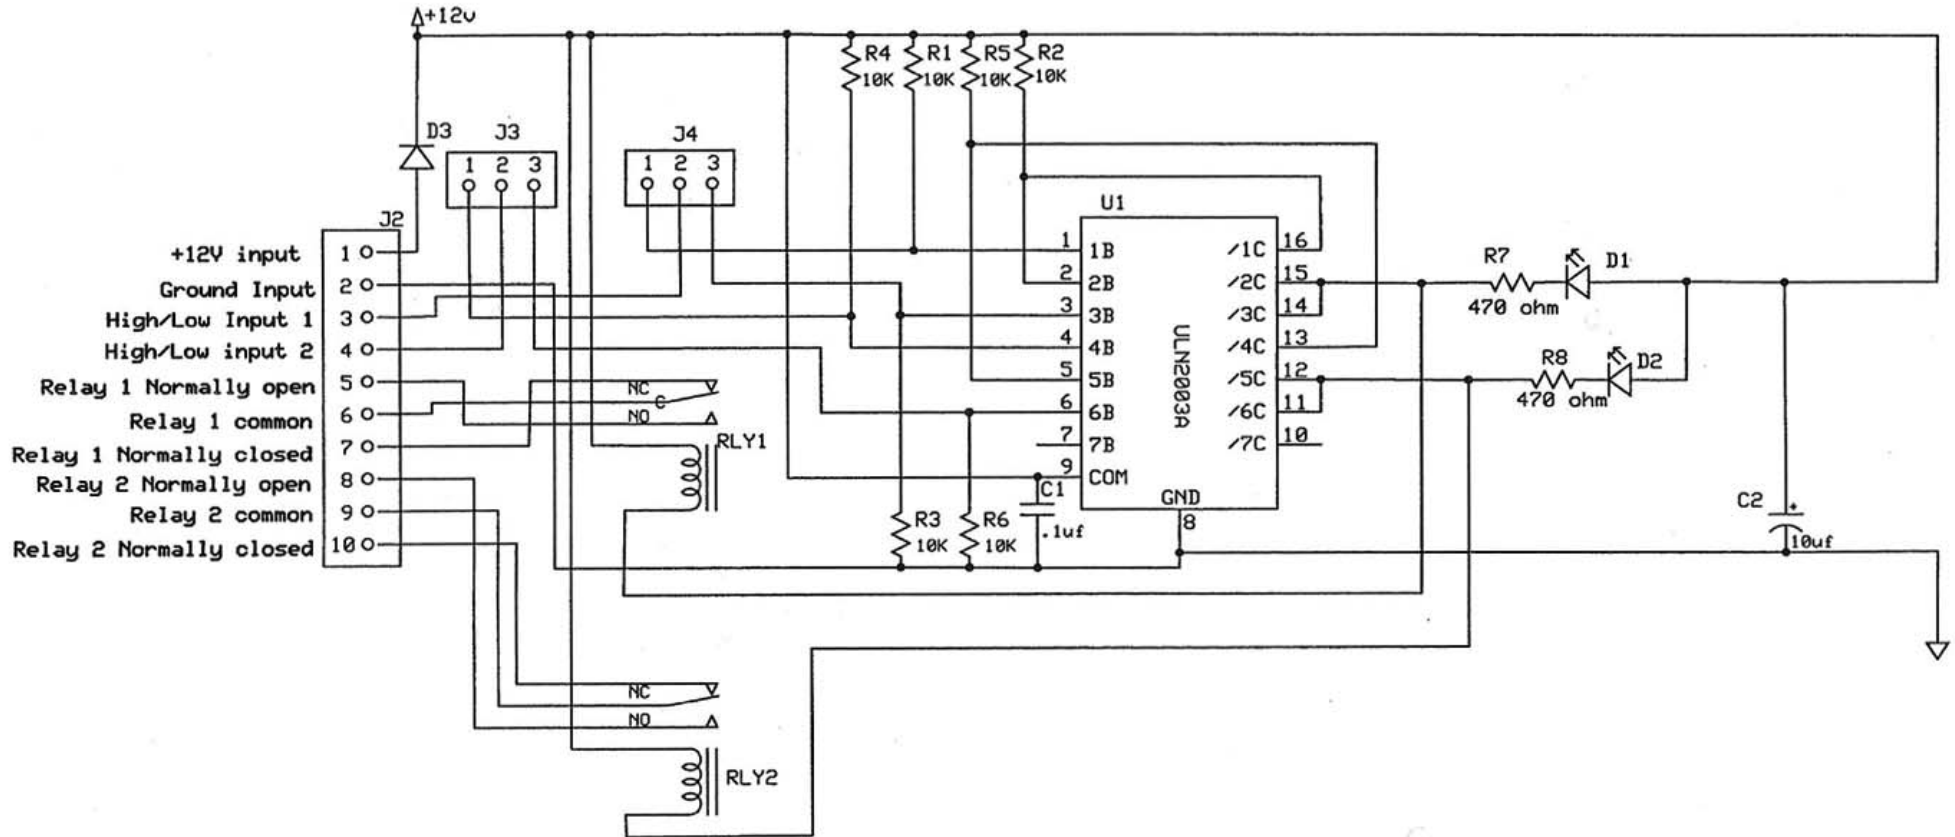 +12v
R4
10K
R1
10K
R5
10K
R2
10K
D3
J3
1 2 3
J4
1 2 3
J2
+12V input 1
Ground Input 2
High/Low Input 1 3
High/Low input 2 4
Relay 1 Normally open 5
Relay 1 common 6
Relay 1 Normally closed 7
Relay 2 Normally open 8
Relay 2 common 9
Relay 2 Normally closed 10
NC
C
NO
RLY1
NC
NO
RLY2
U1
ULN2003A
1 1B /1C 16
2 2B /2C 15
3 3B /3C 14
4 4B /4C 13
5 5B /5C 12
6 6B /6C 11
7 7B /7C 10
9 COM
GND
8
R3
10K
R6
10K
C1
.1uf
R7
470 ohm
D1
R8
470 ohm
D2
C2
+
10uf